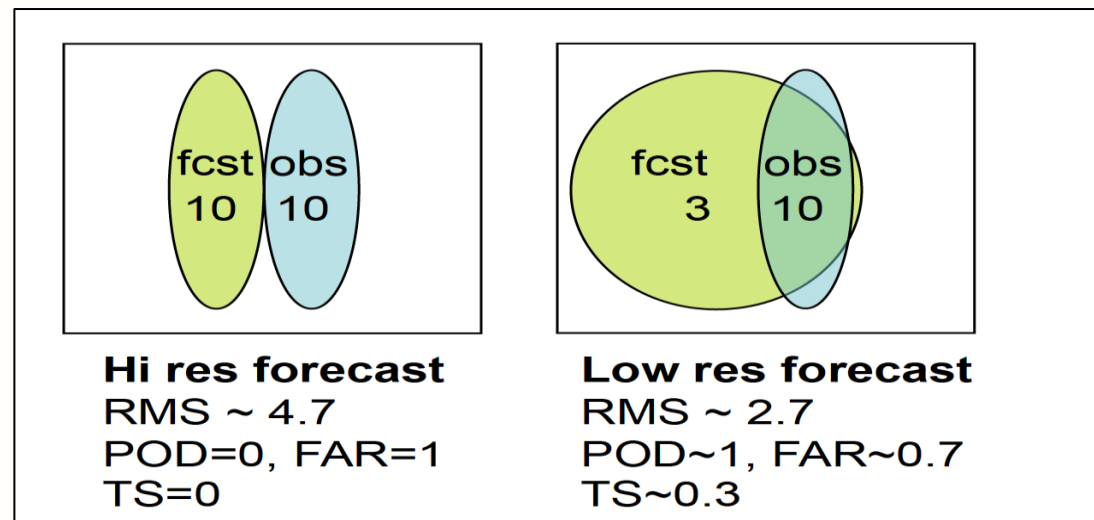 fcst obs
10 10
Hi res forecast
RMS ~ 4.7
POD=0, FAR=1
TS=0
fcst obs
3 10
Low res forecast
RMS ~ 2.7
POD~1, FAR~0.7
TS~0.3